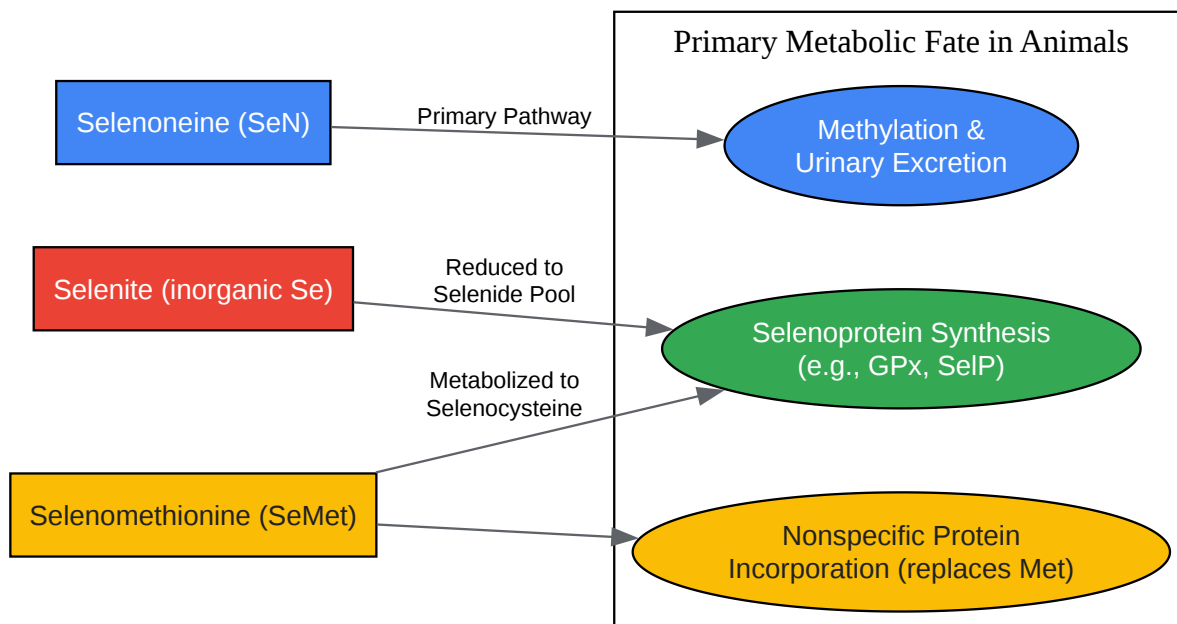 Primary Metabolic Fate in Animals
Selenoneine (SeN)
Primary Pathway
Methylation &
Urinary Excretion
Selenite (inorganic Se)
Reduced to
Selenide Pool
Selenoprotein Synthesis
(e.g., GPx, SelP)
Metabolized to
Selenocysteine
Selenomethionine (SeMet)
Nonspecific Protein
Incorporation (replaces Met)